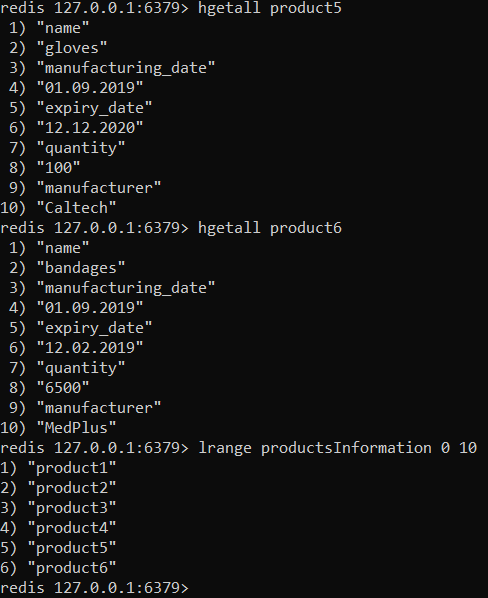 redis 127.0.0.1:6379> hgetall product5
1) "name"
2) "gloves"
3) "manufacturing_date"
4) "01.09.2019"
5) "expiry_date"
6) "12.12.2020"
7) "quantity"
8) "100"
9) "manufacturer"
10) "Caltech"
redis 127.0.0.1:6379> hgetall product6
1) "name"
2) "bandages"
3) "manufacturing_date"
4) "01.09.2019"
5) "expiry_date"
6) "12.02.2019"
7) "quantity"
8) "6500"
9) "manufacturer"
10) "MedPlus"
redis 127.0.0.1:6379> lrange productsInformation 0 10
1) "product1"
2) "product2"
3) "product3"
4) "product4"
5) "product5"
6) "product6"
redis 127.0.0.1:6379>